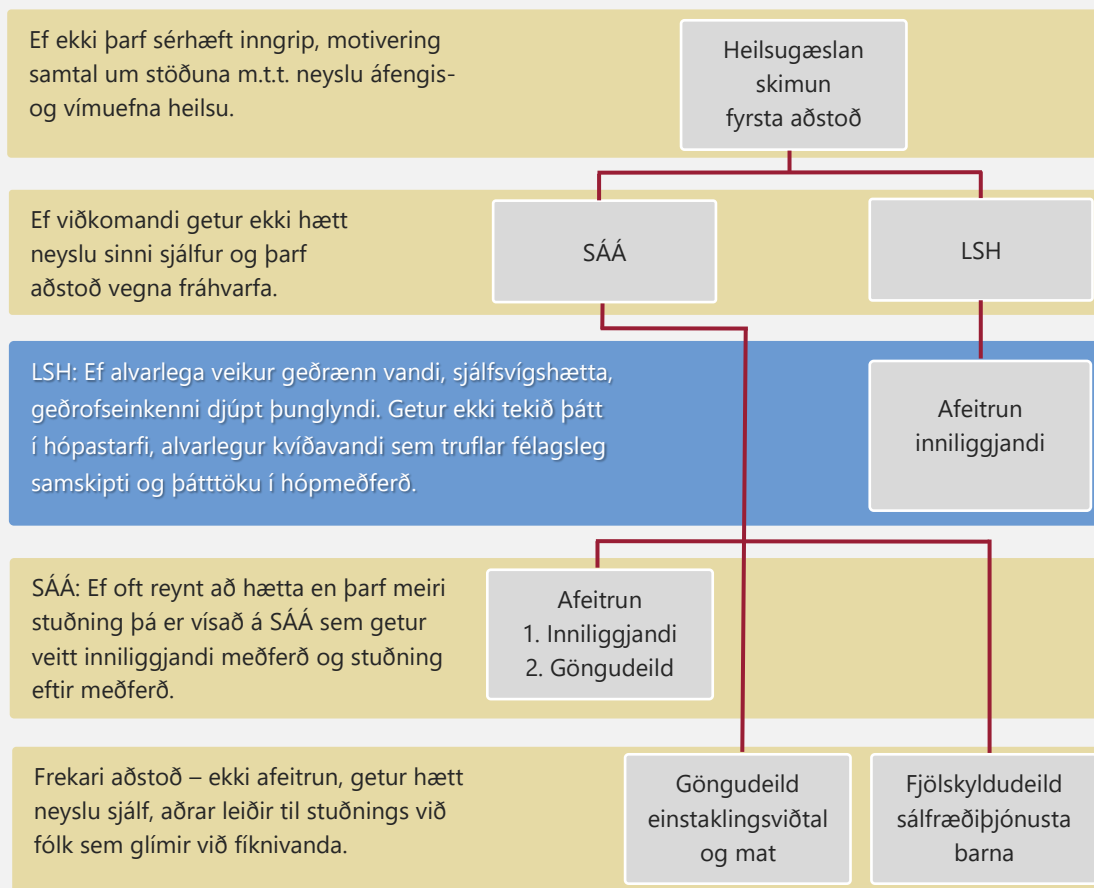 Ef ekki þarf sérhæft inngrip, motivering
samtal um stöðuna m.t.t. neyslu áfengis-
og vímuefna heilsu.
Heilsugæslan
skimun
fyrsta aðstoð
Ef viðkomandi getur ekki hætt
neyslu sinni sjálfur og þarf
aðstoð vegna fráhvarfa.
SÁÁ
LSH
LSH: Ef alvarlega veikur geðrænn vandi, sjálfsvígshætta,
geðrofseinkenni djúpt þunglyndi. Getur ekki tekið þátt
í hópastarfi, alvarlegur kvíðavandi sem truflar félagsleg
samskipti og þátttöku í hópmeðferð.
Afeitrun
inniliggjandi
SÁÁ: Ef oft reynt að hætta en þarf meiri
stuðning þá er vísað á SÁÁ sem getur
veitt inniliggjandi meðferð og stuðning
eftir meðferð.
Afeitrun
1. Inniliggjandi
2. Göngudeild
Frekari aðstoð – ekki afeitrun, getur hætt
neyslu sjálf, aðrar leiðir til stuðnings við
fólk sem glímir við fíknivanda.
Göngudeild
einstaklingsviðtal
og mat
Fjölskyldudeild
sálfræðiþjónusta
barna